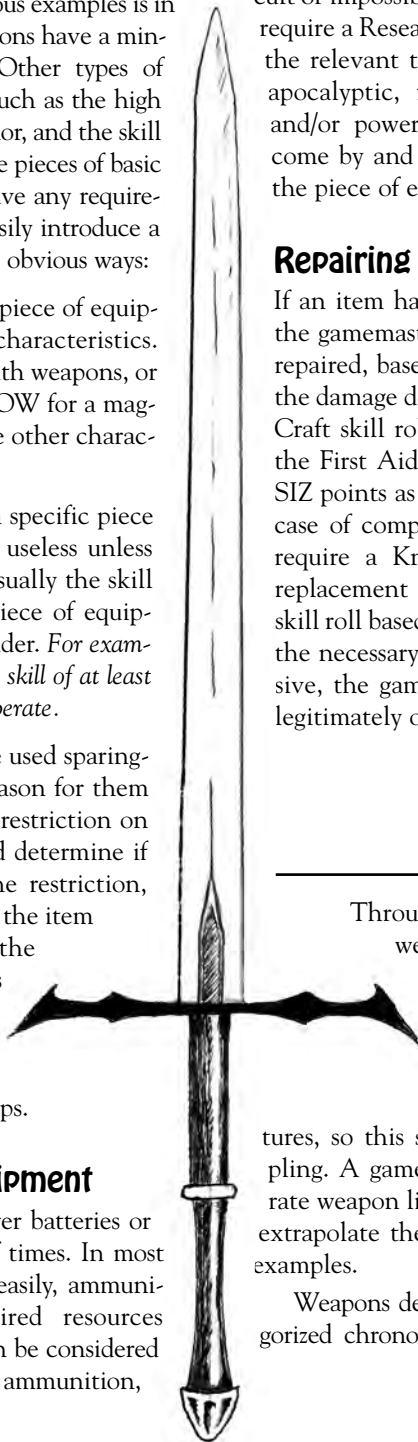 ous examples is in
ons have a min-
Other types of
uch as the high
or, and the skill
e pieces of basic
ve any require-
sily introduce a
obvious ways:
piece of equip-
characteristics.
th weapons, or
OW for a mag-
e other charac-
specific piece
useless unless
sually the skill
iece of equip-
der. For exam-
skill of at least
perate.
e used sparing-
ason for them
restriction on
d determine if
ne restriction,
the item
the
s
ps.
ipment
er batteries or
f times. In most
easily, ammuni-
ired resources
n be considered
ammunition,
require a Resea
the relevant t
apocalyptic,
and/or power
come by and
the piece of e
Repairing
If an item ha
the gamemast
repaired, base
the damage d
Craft skill ro
the First Aid
SIZ points as
case of comp
require a Kn
replacement
skill roll based
the necessary
sive, the gam
legitimately o
Throu
we
tures, so this s
pling. A game
rate weapon li
extrapolate the
examples.
Weapons de
gorized chrono